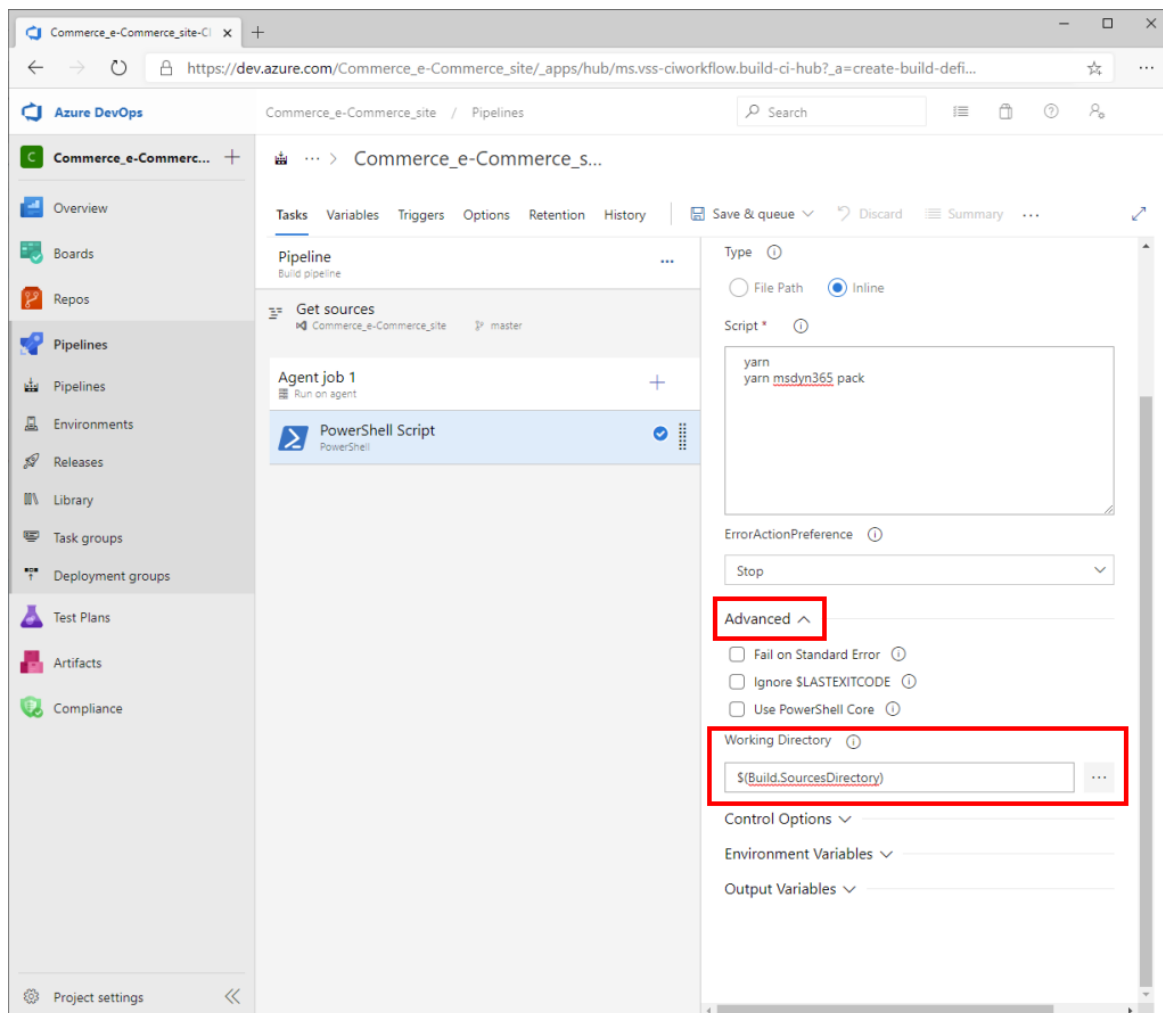 Commerce_e-Commerce_site-CI
https://dev.azure.com/Commerce_e-Commerce_site/_apps/hub/ms.vss-ciworkflow.build-ci-hub?_a=create-build-defi...
Azure DevOps
Commerce_e-Commerce_site / Pipelines
Search
C
Commerce_e-Commerc...
... > Commerce_e-Commerce_s...
Overview
Boards
Repos
Pipelines
Pipelines
Environments
Releases
Library
Task groups
Deployment groups
Test Plans
Artifacts
Compliance
Project settings
Tasks Variables Triggers Options Retention History Save & queue Discard Summary ...
Pipeline
Build pipeline
Get sources
Commerce_e-Commerce_site master
Agent job 1
Run on agent
PowerShell Script
PowerShell
Type
File Path Inline
Script *
yarn
yarn msdyn365 pack
ErrorActionPreference
Stop
Advanced
Fail on Standard Error
Ignore $LASTEXITCODE
Use PowerShell Core
Working Directory
$(Build.SourcesDirectory)
Control Options
Environment Variables
Output Variables